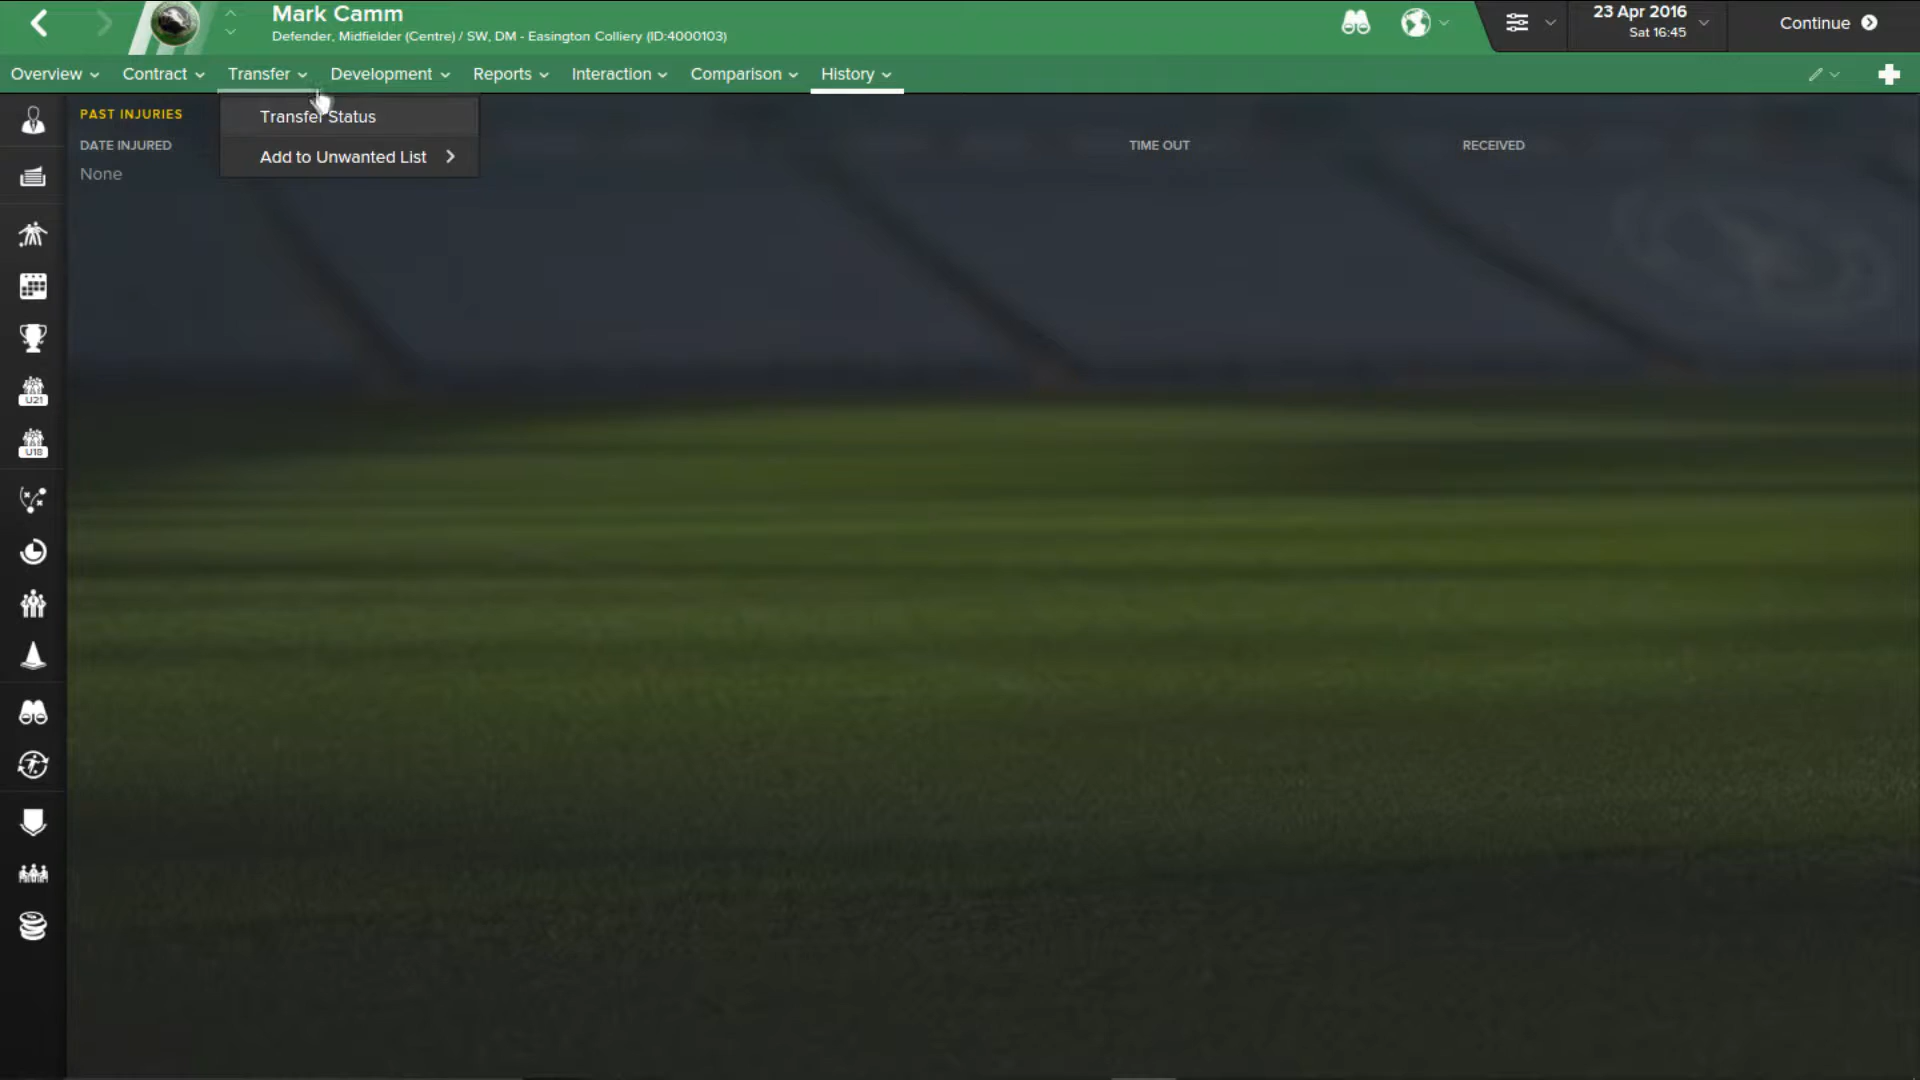 Mark Camm
Defender, Midfielder (Centre) / SW, DM - Easington Colliery (ID:4000103)
23 Apr 2016
Sat 16:45
Continue
Overview
Contract
Transfer
Development
Reports
Interaction
Comparison
History
PAST INJURIES
Transfer Status
Add to Unwanted List
DATE INJURED
TIME OUT
RECEIVED
None
U21
U18